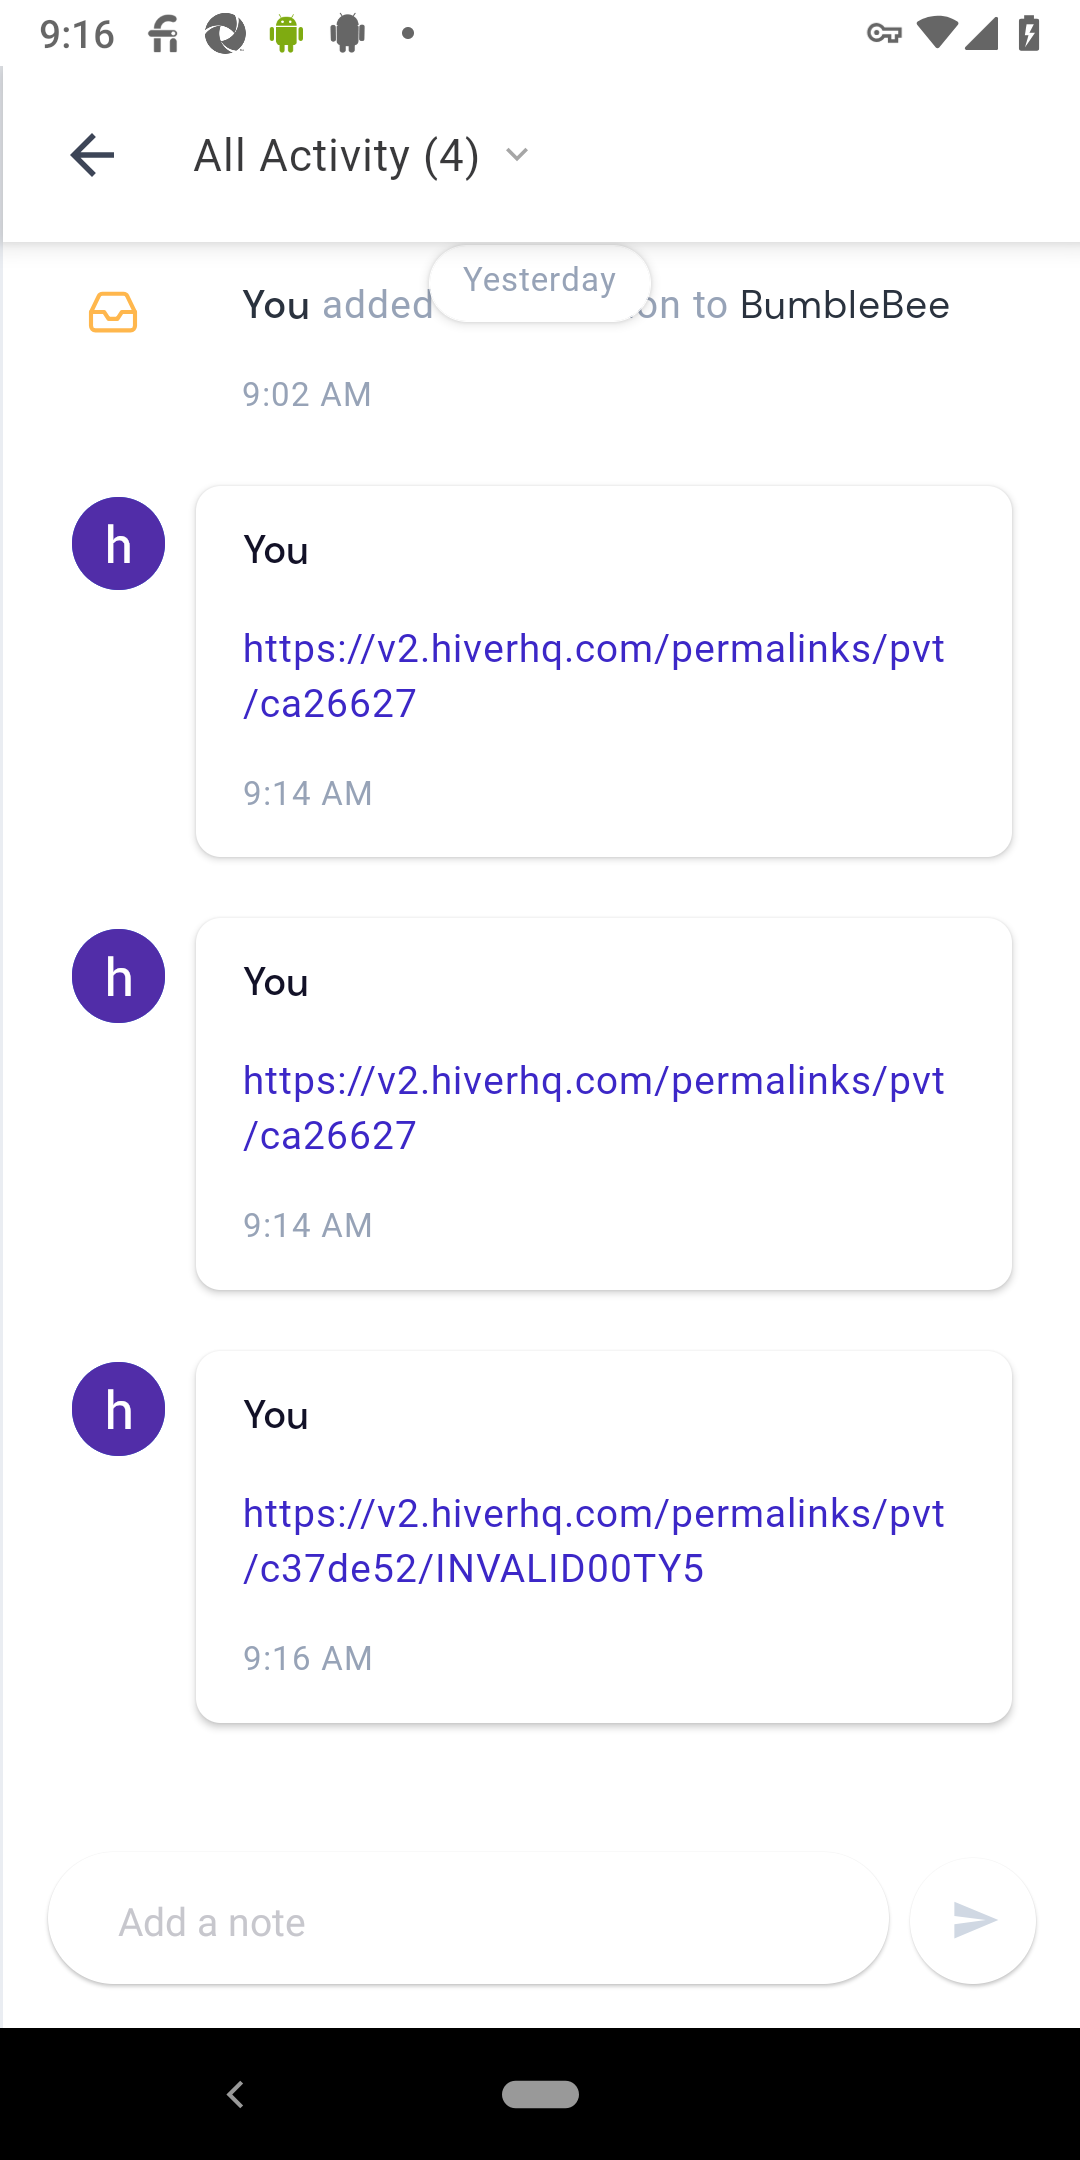 9:16
All Activity (4)
Yesterday
You added on to BumbleBee
9:02 AM
h
You
https://v2.hiverhq.com/permalinks/pvt
/ca26627
9:14 AM
h
You
https://v2.hiverhq.com/permalinks/pvt
/ca26627
9:14 AM
h
You
https://v2.hiverhq.com/permalinks/pvt
/c37de52/INVALID00TY5
9:16 AM
Add a note